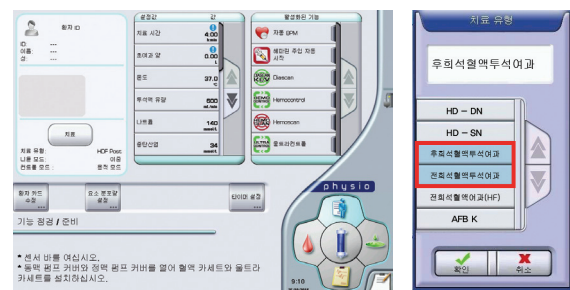 환자 ID
ID: ---
이름: ---
성: ---
치료
치료 유형: HDF Post
니들 모드: 이중
컨트롤 모드: 용적 모드
설정값 값
치료 시간 4:00
초여과 양 0.00 L
온도 37.0 °C
투석액 유량 500
나트륨 140
중탄산염 34
활성화된 기능
자동 BPM
헤파린 주입 자동 시작
Diascan
Hemocontrol
Hemoscan
울트라컨트롤
환자 카드 수정 ...
요소 분포량 설정 ...
타이머 설정 ...
기능 점검 / 준비
• 센서 바를 여십시오.
• 동맥 펌프 커버와 정맥 펌프 커버를 열어 혈액 카세트와 울트라
카세트를 설치하십시오.
physio
9:10
치료 유형
후희석혈액투석여과
HD - DN
HD - SN
후희석혈액투석여과
전희석혈액투석여과
전희석혈액여과(HF)
AFB K
확인
취소